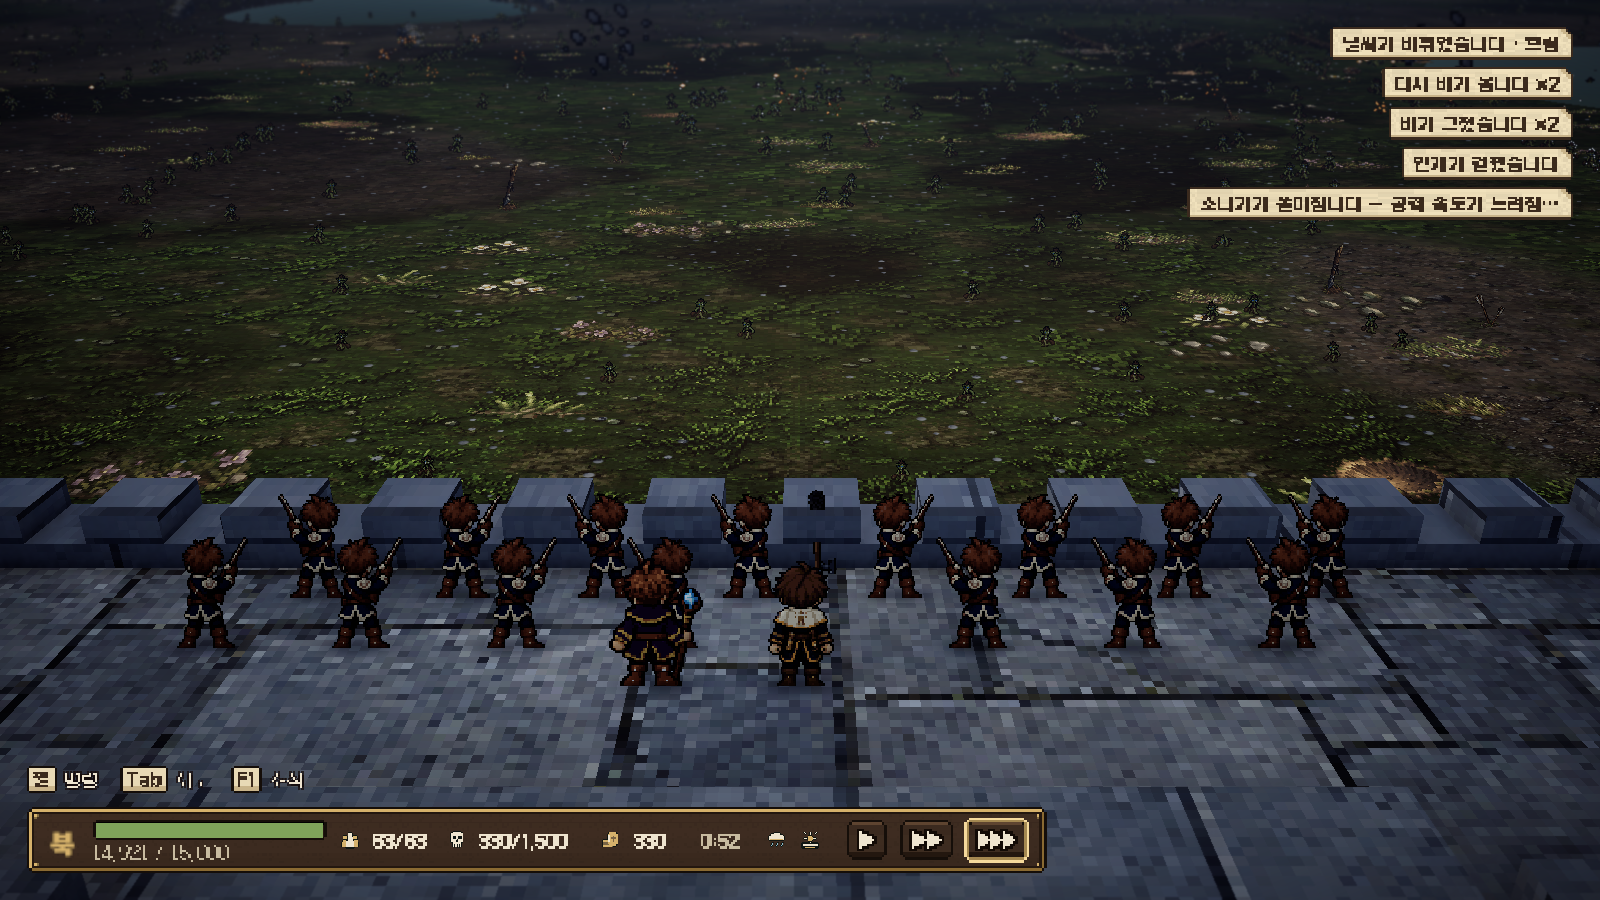 날씨가 바뀌었습니다 · 흐림
다시 비가 옵니다 ×2
비가 그쳤습니다 ×2
안개가 걷혔습니다
소나기가 쏟아집니다 — 공격 속도가 느려짐…
Tab
F1
북
14,921 / 15,000
63/63
330/1,500
330
0:52